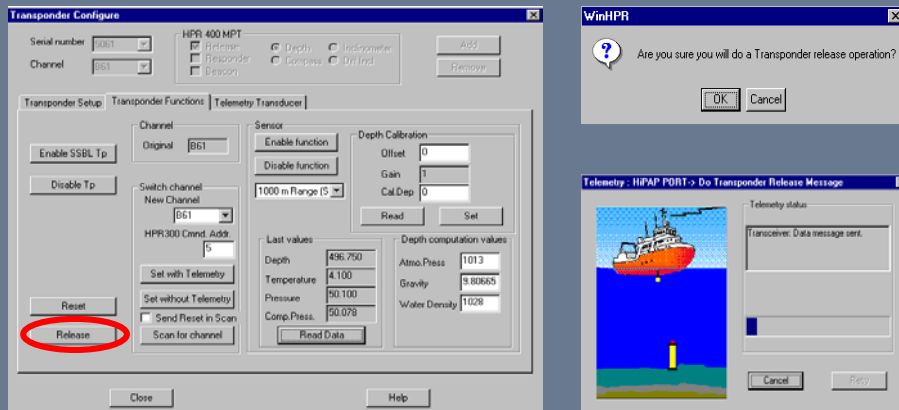 Transponder Configure
Serial number
Channel B61
HPR 400 MPT
Release Depth Inclinometer
Responder Compass Diff Incl
Beacon
Add
Remove
Transponder Setup Transponder Functions Telemetry Transducer
Enable SSBL Tp
Disable Tp
Reset
Release
Channel
Original B61
Switch channel
New Channel
B61
HPR300 Cmnd. Addr.
5
Set with Telemetry
Set without Telemetry
Send Reset in Scan
Scan for channel
Sensor
Enable function
Disable function
1000 m Range (S
Depth Calibration
Offset 0
Gain 1
Cal.Dep 0
Read Set
Last values
Depth 496.750
Temperature 4.100
Pressure 50.100
Comp.Press. 50.078
Read Data
Depth computation values
Atmo.Press 1013
Gravity 9.80665
Water Density 1028
Close Help
WinHPR
Are you sure you will do a Transponder release operation?
OK Cancel
Telemetry : HiPAP PORT-> Do Transponder Release Message
Telemetry status
Transceiver: Data message sent.
Cancel Retry